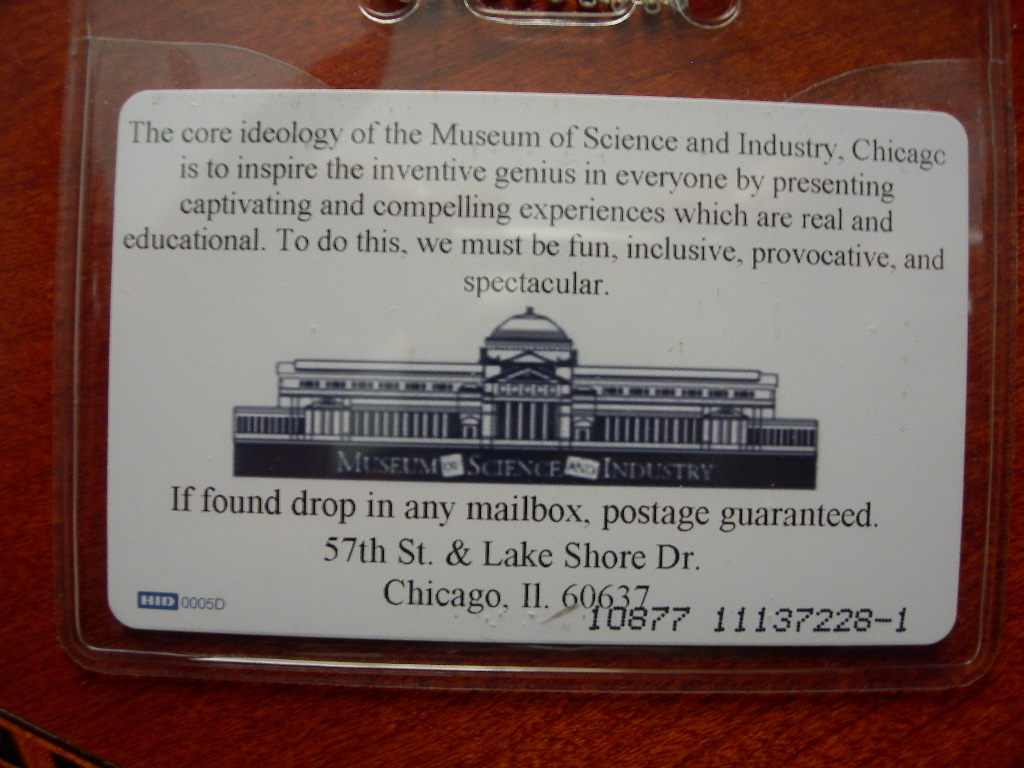 The core ideology of the Museum of Science and Industry, Chicago
is to inspire the inventive genius in everyone by presenting
captivating and compelling experiences which are real and
educational. To do this, we must be fun, inclusive, provocative, and
spectacular.
MUSEUM OF SCIENCE AND INDUSTRY
If found drop in any mailbox, postage guaranteed.
57th St. & Lake Shore Dr.
Chicago, Il. 60637
HID 0005D
10877 11137228-1